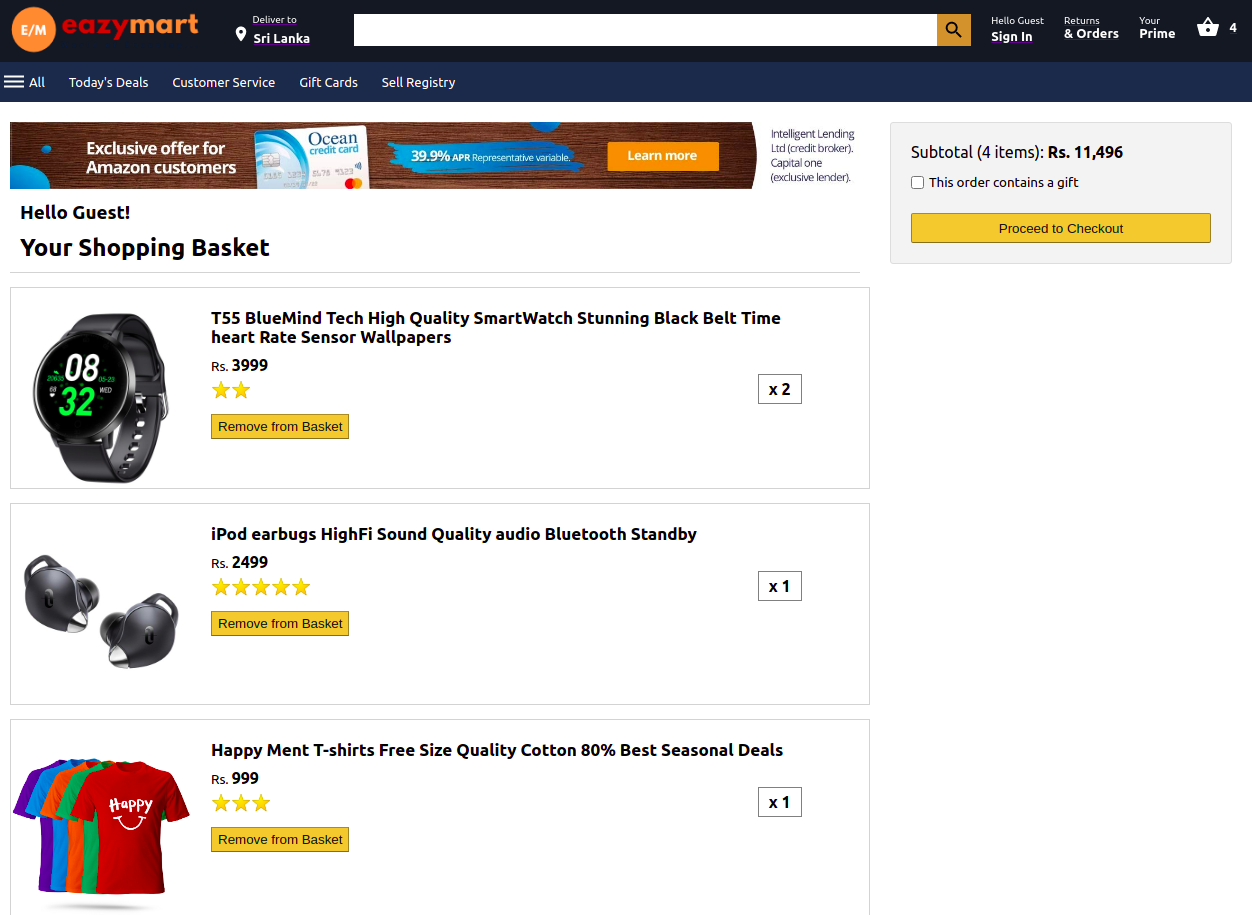 E/M eazymart
Deliver to
Sri Lanka
Hello Guest
Sign In
Returns
& Orders
Your
Prime
4
All Today's Deals Customer Service Gift Cards Sell Registry
Exclusive offer for
Amazon customers
Ocean
credit card
39.9% APR Representative variable.
Learn more
Intelligent Lending
Ltd (credit broker).
Capital one
(exclusive lender).
Subtotal (4 items): Rs. 11,496
This order contains a gift
Proceed to Checkout
Hello Guest!
Your Shopping Basket
T55 BlueMind Tech High Quality SmartWatch Stunning Black Belt Time
heart Rate Sensor Wallpapers
Rs. 3999
x 2
Remove from Basket
08
WED
32
iPod earbugs HighFi Sound Quality audio Bluetooth Standby
Rs. 2499
x 1
Remove from Basket
Happy Ment T-shirts Free Size Quality Cotton 80% Best Seasonal Deals
Rs. 999
x 1
Remove from Basket
Happy